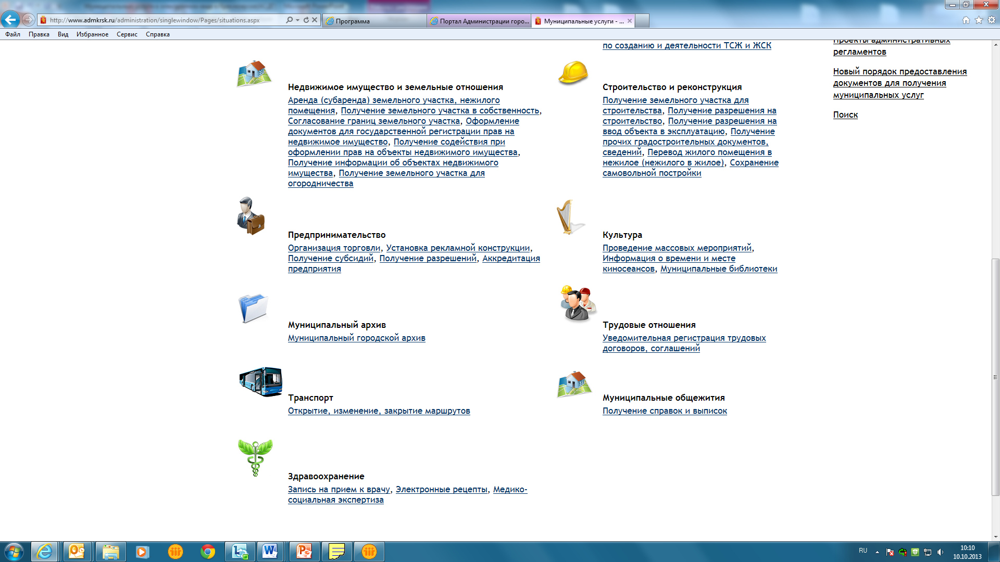 http://www.admkrsk.ru/administration/singlewindow/Pages/situations.aspx
Программа
Портал Администрации горо...
Муниципальные услуги - ...
Файл Правка Вид Избранное Сервис Справка
по созданию и деятельности ТСЖ и ЖСК
Недвижимое имущество и земельные отношения
Аренда (субаренда) земельного участка, нежилого
помещения, Получение земельного участка в собственность,
Согласование границ земельного участка, Оформление
документов для государственной регистрации прав на
недвижимое имущество, Получение содействия при
оформлении прав на объекты недвижимого имущества,
Получение информации об объектах недвижимого
имущества, Получение земельного участка для
огородничества
Строительство и реконструкция
Получение земельного участка для
строительства, Получение разрешения на
строительство, Получение разрешения на
ввод объекта в эксплуатацию, Получение
прочих градостроительных документов,
сведений, Перевод жилого помещения в
нежилое (нежилого в жилое), Сохранение
самовольной постройки
Предпринимательство
Организация торговли, Установка рекламной конструкции,
Получение субсидий, Получение разрешений, Аккредитация
предприятия
Культура
Проведение массовых мероприятий,
Информация о времени и месте
киносеансов, Муниципальные библиотеки
Муниципальный архив
Муниципальный городской архив
Трудовые отношения
Уведомительная регистрация трудовых
договоров, соглашений
Транспорт
Открытие, изменение, закрытие маршрутов
Муниципальные общежития
Получение справок и выписок
Здравоохранение
Запись на прием к врачу, Электронные рецепты, Медико-
социальная экспертиза
Проекты административных
регламентов
Новый порядок предоставления
документов для получения
муниципальных услуг
Поиск
RU
10:10
10.10.2013